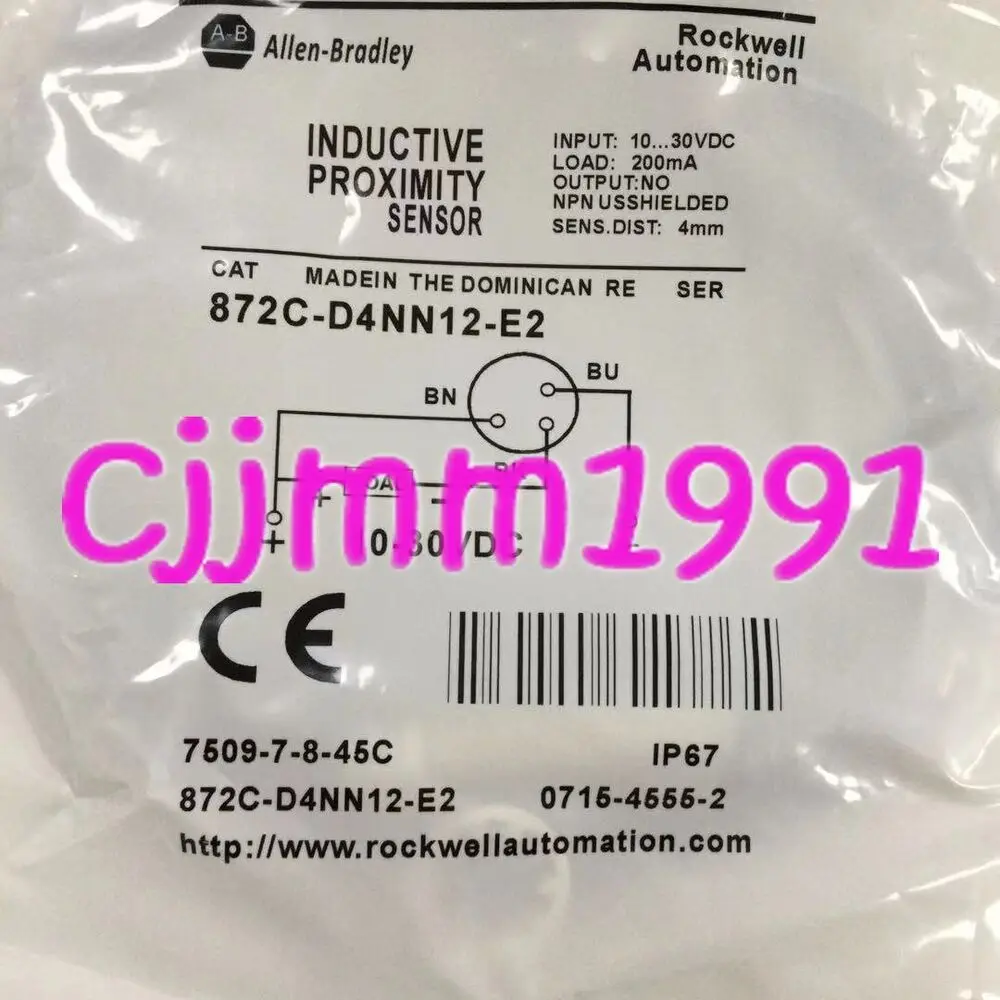 A-B Allen-Bradley
Rockwell
Automation
INDUCTIVE
PROXIMITY
SENSOR
INPUT: 10...30VDC
LOAD: 200mA
OUTPUT:NO
NPN USSHIELDED
SENS.DIST: 4mm
CAT MADEIN THE DOMINICAN RE SER
872C-D4NN12-E2
BU
BN
cjjmm1991
+ -
+ 10-30VDC -
CE
7509-7-8-45C IP67
872C-D4NN12-E2 0715-4555-2
http://www.rockwellautomation.com